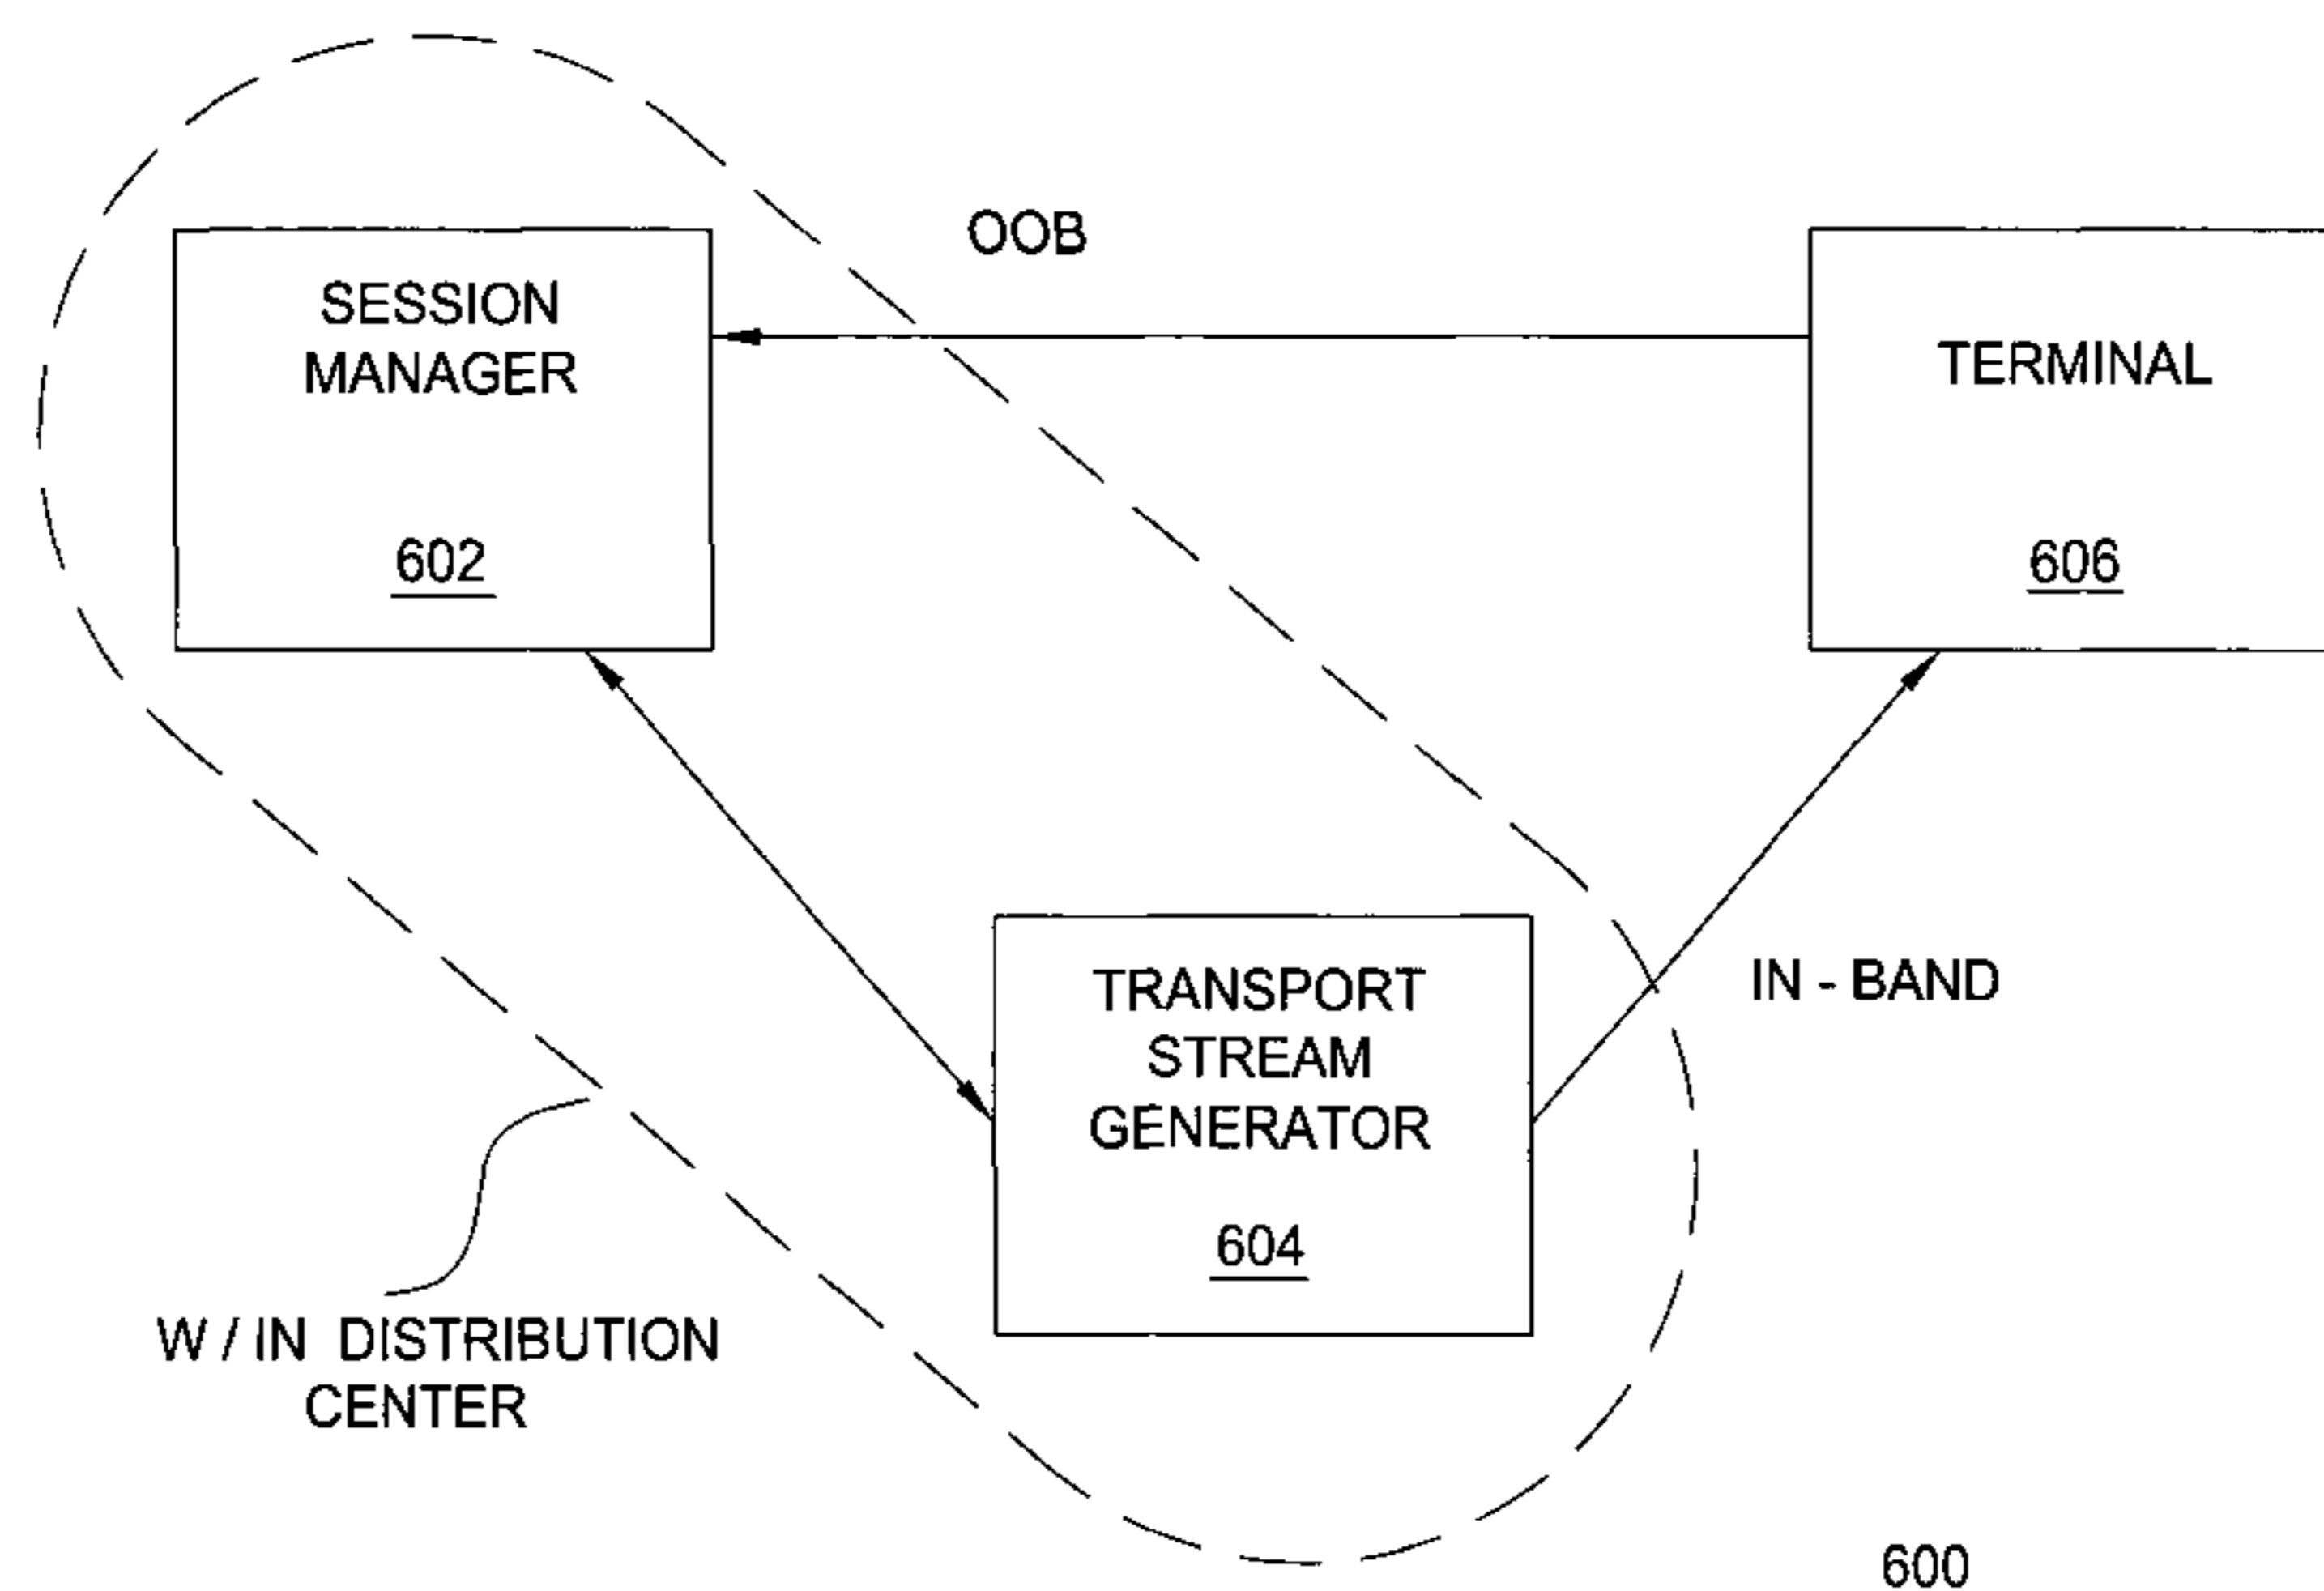 OOB
SESSION
MANAGER
602
TERMINAL
606
TRANSPORT
STREAM
GENERATOR
604
IN - BAND
W / IN DISTRIBUTION
CENTER
600